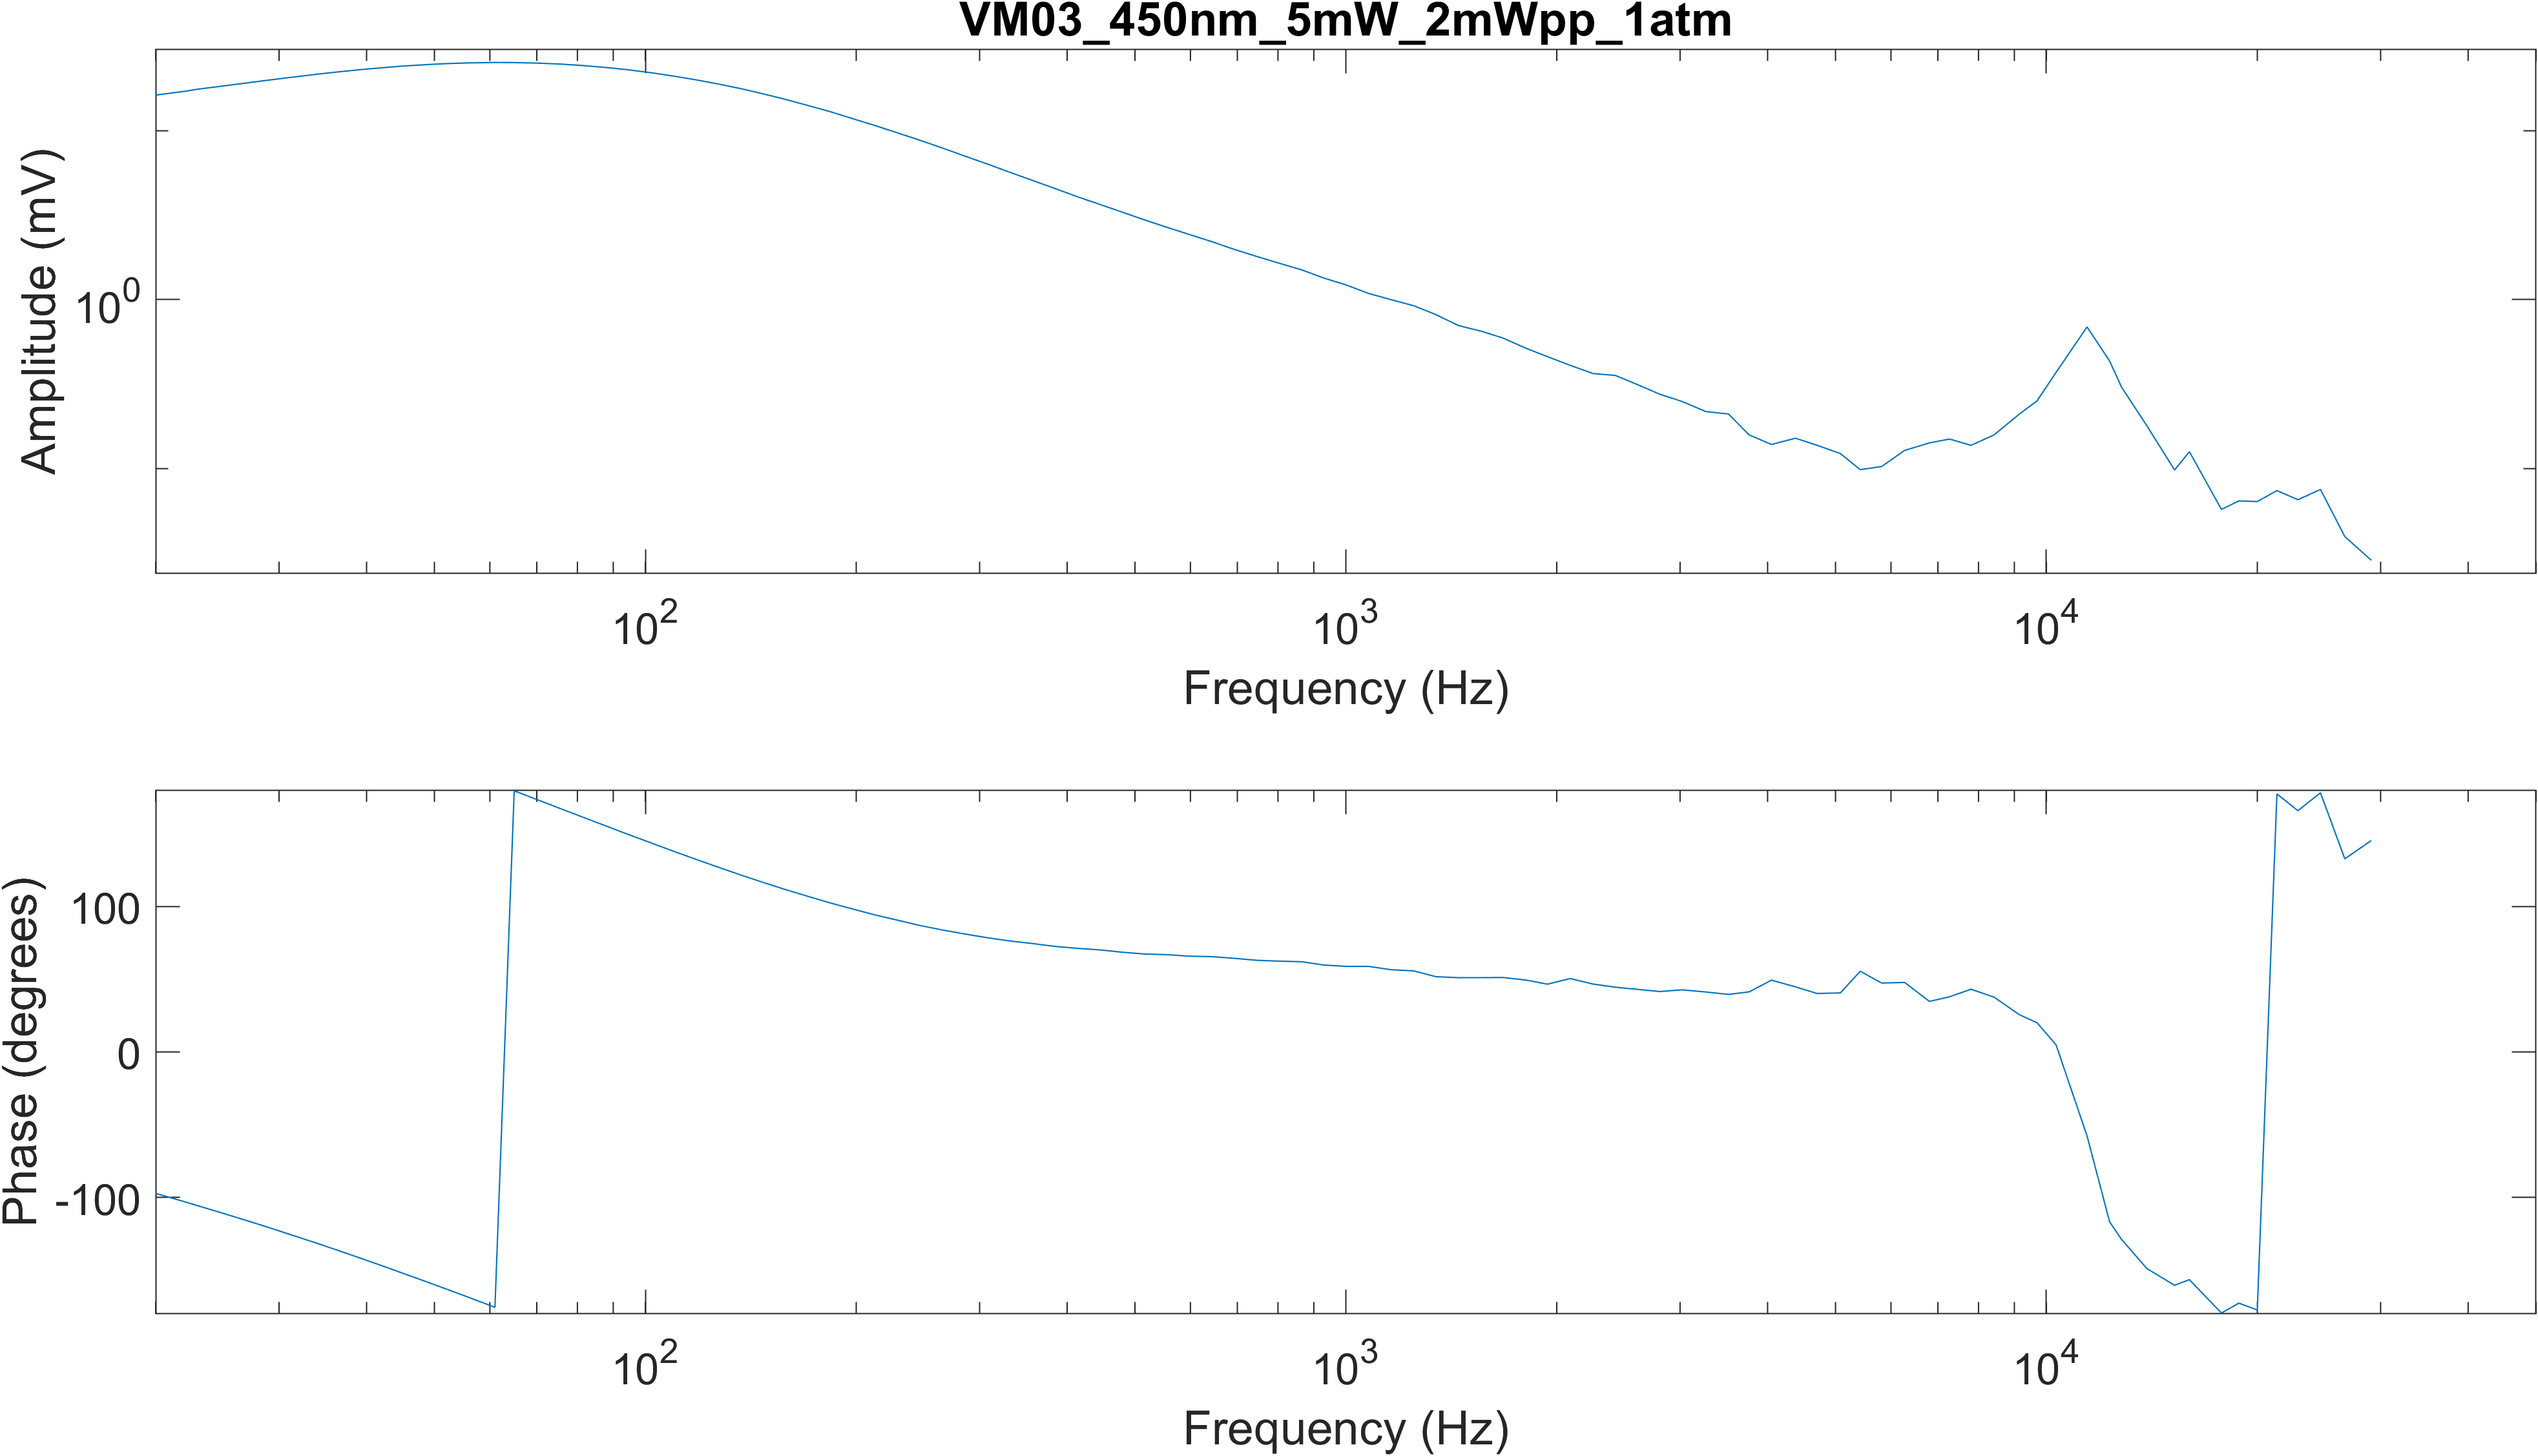 VM03_450nm_5mW_2mWpp_1atm
Amplitude (mV)
10^0
10^2
10^3
10^4
Frequency (Hz)
Phase (degrees)
100
0
-100
10^2
10^3
10^4
Frequency (Hz)